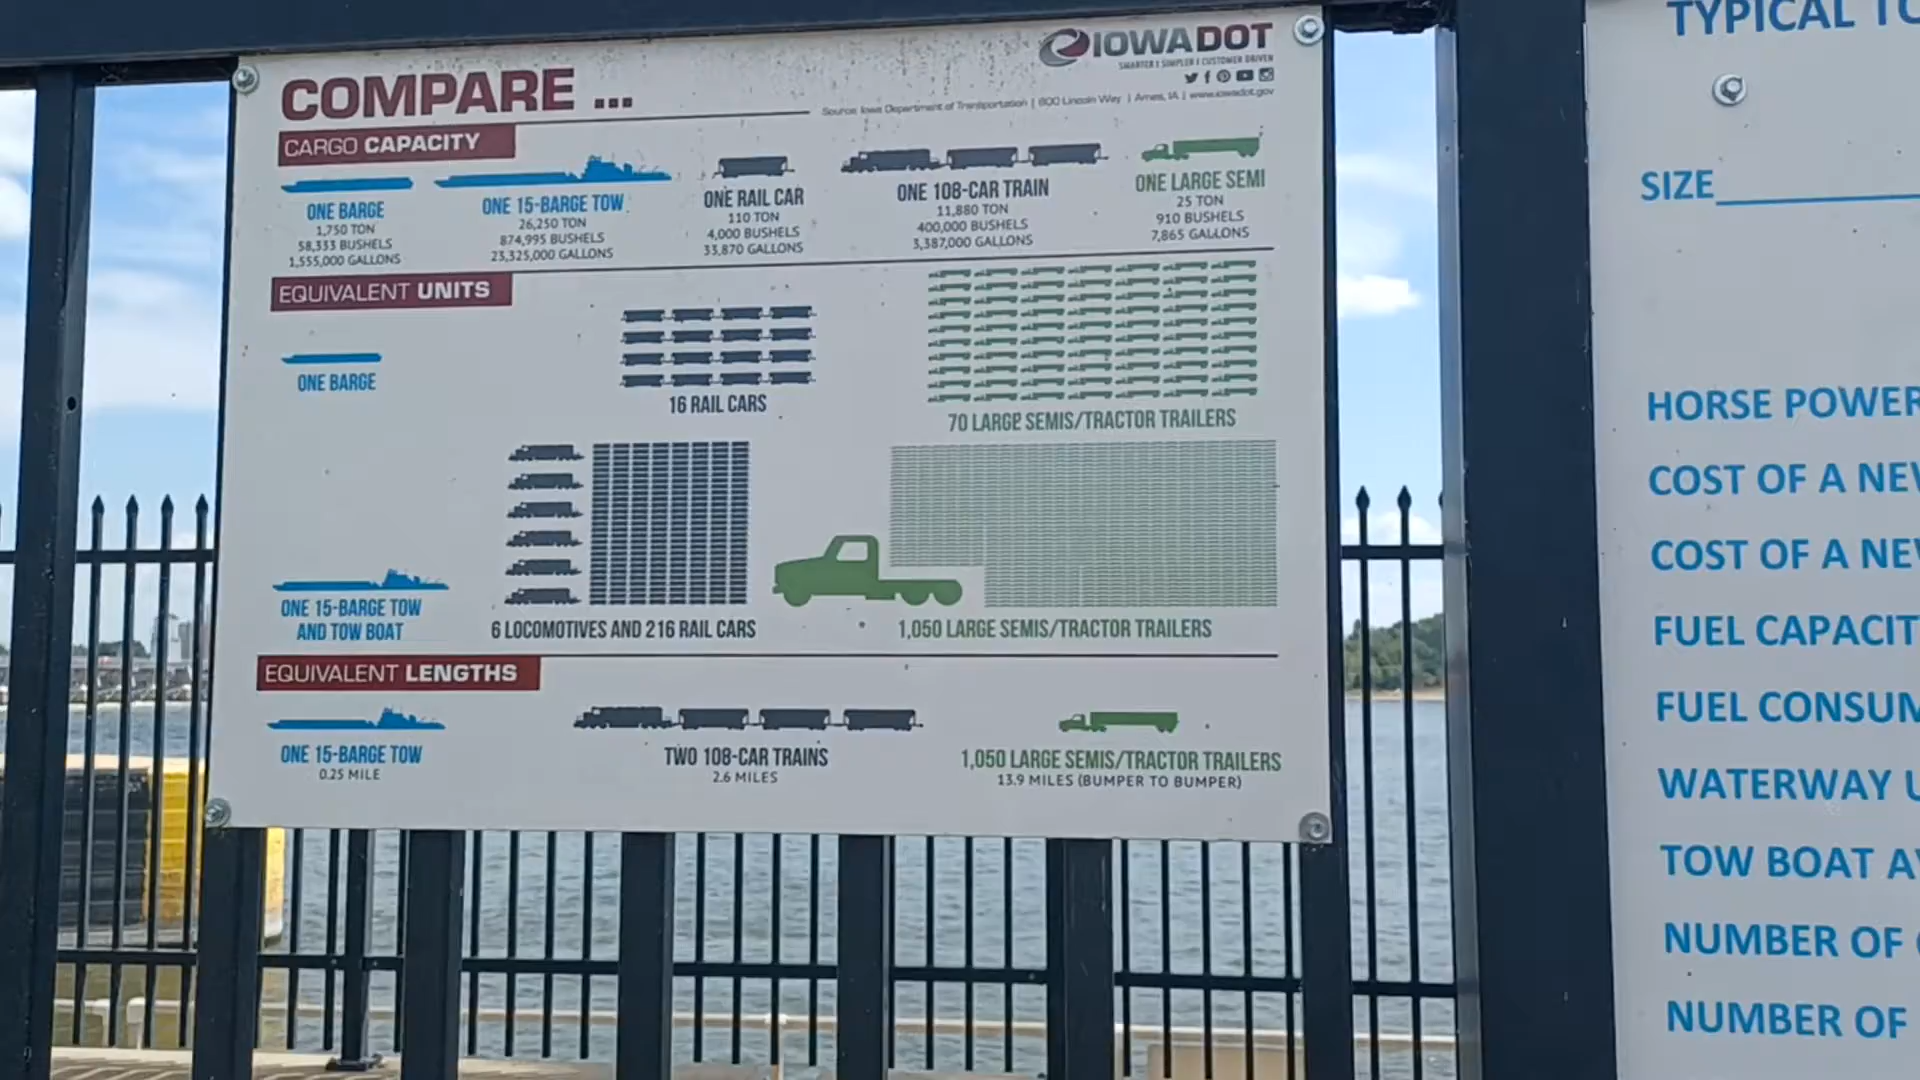 COMPARE ...
IOWADOT
SMARTER | SIMPLER | CUSTOMER DRIVEN
Source: Iowa Department of Transportation | 800 Lincoln Way | Ames, IA | www.iowadot.gov
CARGO CAPACITY
ONE BARGE
1,750 TON
58,333 BUSHELS
1,555,000 GALLONS
ONE 15-BARGE TOW
26,250 TON
874,995 BUSHELS
23,325,000 GALLONS
ONE RAIL CAR
110 TON
4,000 BUSHELS
33,870 GALLONS
ONE 108-CAR TRAIN
11,880 TON
400,000 BUSHELS
3,387,000 GALLONS
ONE LARGE SEMI
25 TON
910 BUSHELS
7,865 GALLONS
EQUIVALENT UNITS
ONE BARGE
16 RAIL CARS
70 LARGE SEMIS/TRACTOR TRAILERS
ONE 15-BARGE TOW
AND TOW BOAT
6 LOCOMOTIVES AND 216 RAIL CARS
1,050 LARGE SEMIS/TRACTOR TRAILERS
EQUIVALENT LENGTHS
ONE 15-BARGE TOW
0.25 MILE
TWO 108-CAR TRAINS
2.6 MILES
1,050 LARGE SEMIS/TRACTOR TRAILERS
13.9 MILES (BUMPER TO BUMPER)
TYPICAL
SIZE
HORSE POWER
COST OF A
COST OF A
FUEL
FUEL
WATERWAY
TOW BOAT
NUMBER OF
NUMBER OF